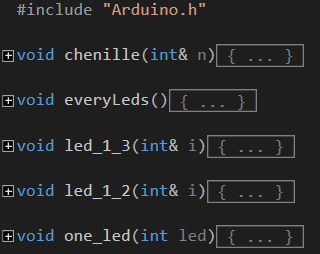 #include "Arduino.h"
void chenille(int& n){ ... }
void everyLeds(){ ... }
void led_1_3(int& i){ ... }
void led_1_2(int& i){ ... }
void one_led(int led){ ... }